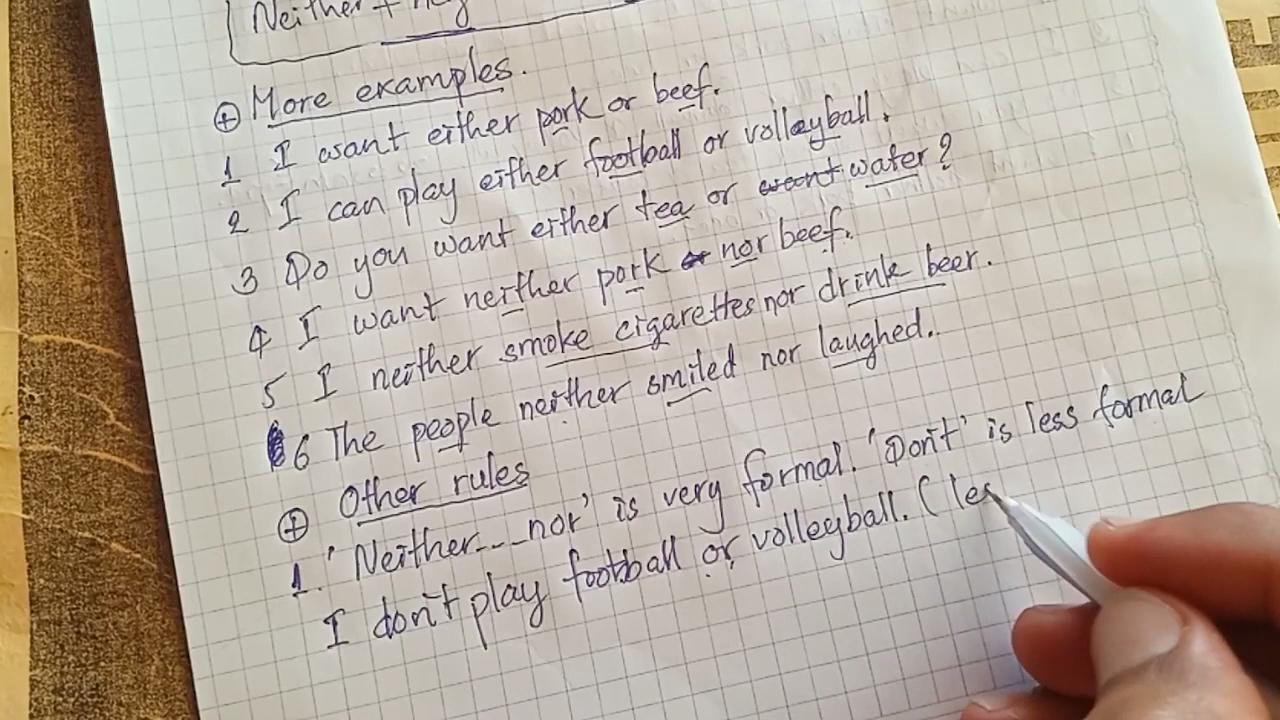 Neither + neg
⊕ More examples.
1 I want either pork or beef.
2 I can play either football or volleyball.
3 Do you want either tea or water?
4 I want neither pork nor beef.
5 I neither smoke cigarettes nor drink beer.
6 The people neither smiled nor laughed..
⊕ Other rules
1. 'Neither---nor' is very formal. 'Don't' is less formal
I don't play football or volleyball. (les